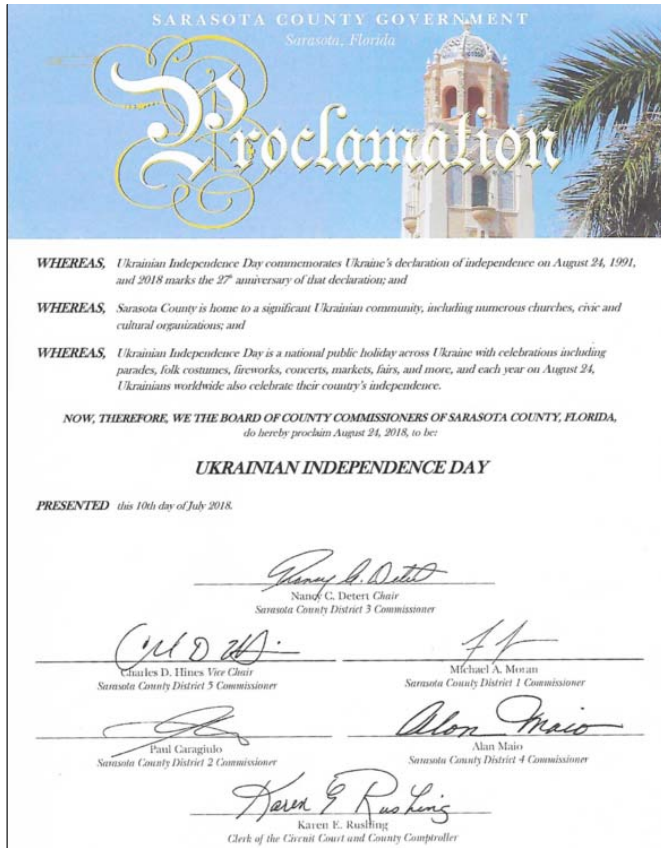 SARASOTA COUNTY GOVERNMENT
Sarasota, Florida
Proclamation
WHEREAS, Ukrainian Independence Day commemorates Ukraine's declaration of independence on August 24, 1991,
and 2018 marks the 27th anniversary of that declaration; and
WHEREAS, Sarasota County is home to a significant Ukrainian community, including numerous churches, civic and
cultural organizations; and
WHEREAS, Ukrainian Independence Day is a national public holiday across Ukraine with celebrations including
parades, folk costumes, fireworks, concerts, markets, fairs, and more, and each year on August 24,
Ukrainians worldwide also celebrate their country's independence.
NOW, THEREFORE, WE THE BOARD OF COUNTY COMMISSIONERS OF SARASOTA COUNTY, FLORIDA,
do hereby proclaim August 24, 2018, to be:
UKRAINIAN INDEPENDENCE DAY
PRESENTED this 10th day of July 2018.
Nancy C. Detert Chair
Sarasota County District 3 Commissioner
Charles D. Hines Vice Chair
Sarasota County District 5 Commissioner
Michael A. Moran
Sarasota County District 1 Commissioner
Paul Caragiulo
Sarasota County District 2 Commissioner
Alan Maio
Alan Maio
Sarasota County District 4 Commissioner
Karen E Rushing
Karen E. Rushing
Clerk of the Circuit Court and County Comptroller